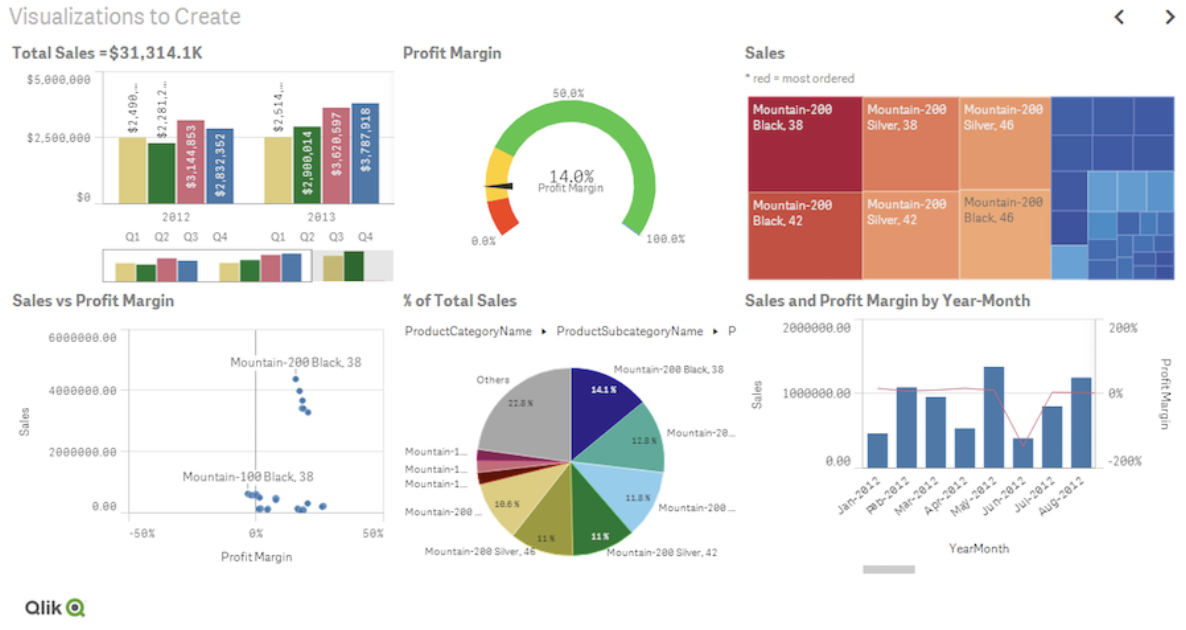 Visualizations to Create
Total Sales =$31,314.1K
$5,000,000
$2,500,000
$0
$2,490,...
$2,281,2...
$3,144,853
$2,832,352
$2,514,...
$2,900,014
$3,620,597
$3,787,918
2012
2013
Q1 Q2 Q3 Q4 Q1 Q2 Q3 Q4
Profit Margin
50.0%
14.0%
Profit Margin
0.0%
100.0%
Sales
* red = most ordered
Mountain-200
Black, 38
Mountain-200
Silver, 38
Mountain-200
Silver, 46
Mountain-200
Black, 42
Mountain-200
Silver, 42
Mountain-200
Black, 46
Sales vs Profit Margin
6000000.00
4000000.00
2000000.00
0.00
Sales
Mountain-200 Black, 38
Mountain-100 Black, 38
-50%
0%
50%
Profit Margin
% of Total Sales
ProductCategoryName ▸ ProductSubcategoryName ▸ P
Others
22.5 %
Mountain-200 Black, 38
14.1 %
Mountain-20...
12.8 %
Mountain-200 ...
11.8 %
Mountain-200 Silver, 42
11 %
Mountain-200 Silver, 46
11 %
Mountain-200 ...
10.6 %
Mountain-1...
Mountain-1...
Mountain-1...
Sales and Profit Margin by Year-Month
2000000.00
1000000.00
0.00
Sales
200%
0%
-200%
Profit Margin
Jan-2012
Feb-2012
Mar-2012
Apr-2012
May-2012
Jun-2012
Jul-2012
Aug-2012
YearMonth
Qlik